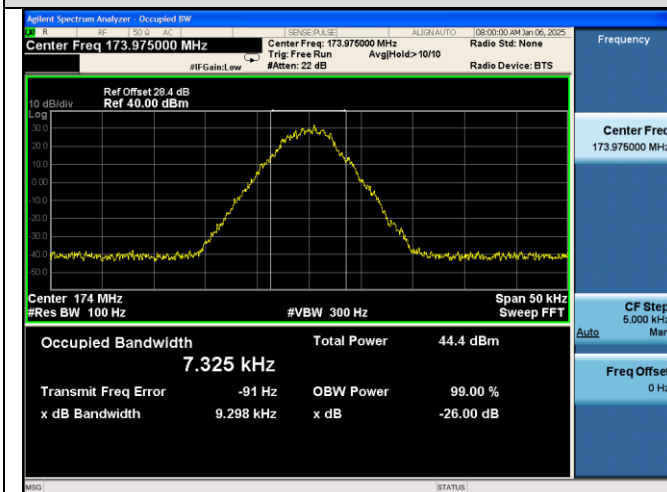 Agilent Spectrum Analyzer - Occupied BW
R RF 50 Ω AC SENSE:PULSE ALIGNAUTO 08:00:00 AM Jan 06, 2025
Center Freq 173.975000 MHz
Center Freq: 173.975000 MHz
Radio Std: None
Trig: Free Run Avg|Hold:>10/10
#IFGain:Low #Atten: 22 dB Radio Device: BTS
Ref Offset 28.4 dB
10 dB/div Ref 40.00 dBm
Log
30.0
20.0
10.0
0.00
-10.0
-20.0
-30.0
-40.0
-50.0
Center 174 MHz Span 50 kHz
#Res BW 100 Hz #VBW 300 Hz Sweep FFT
Occupied Bandwidth Total Power 44.4 dBm
7.325 kHz
Transmit Freq Error -91 Hz OBW Power 99.00 %
x dB Bandwidth 9.298 kHz x dB -26.00 dB
MSG STATUS
Frequency
Center Freq
173.975000 MHz
CF Step
5.000 kHz
Auto Man
Freq Offset
0 Hz